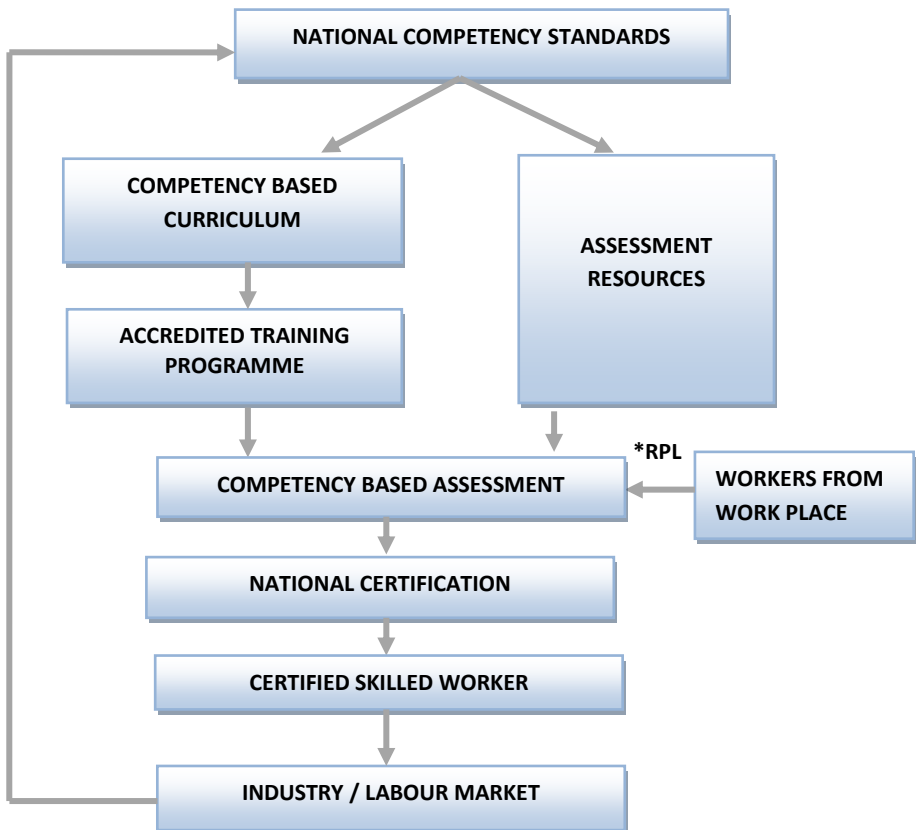 NATIONAL COMPETENCY STANDARDS
COMPETENCY BASED
CURRICULUM
ASSESSMENT
RESOURCES
ACCREDITED TRAINING
PROGRAMME
*RPL
COMPETENCY BASED ASSESSMENT
WORKERS FROM
WORK PLACE
NATIONAL CERTIFICATION
CERTIFIED SKILLED WORKER
INDUSTRY / LABOUR MARKET